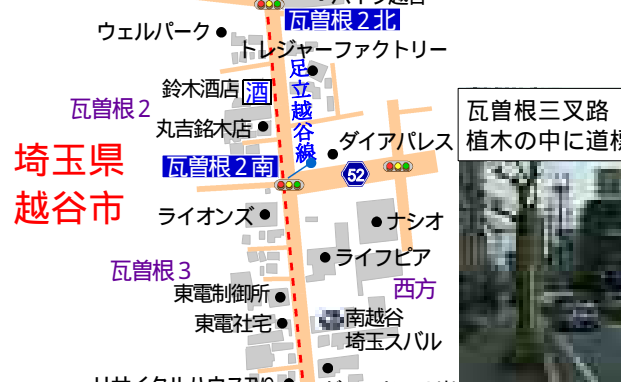 瓦曽根2北
ウェルパーク
トレジャーファクトリー
足立越谷線
鈴木酒店
酒
瓦曽根2
丸吉銘木店
瓦曽根三叉路
植木の中に道標
ダイアパレス
瓦曽根2南
52
埼玉県
越谷市
ライオンズ
ナシオ
ライフピア
瓦曽根3
西方
東電制御所
東電社宅
南越谷
埼玉スバル